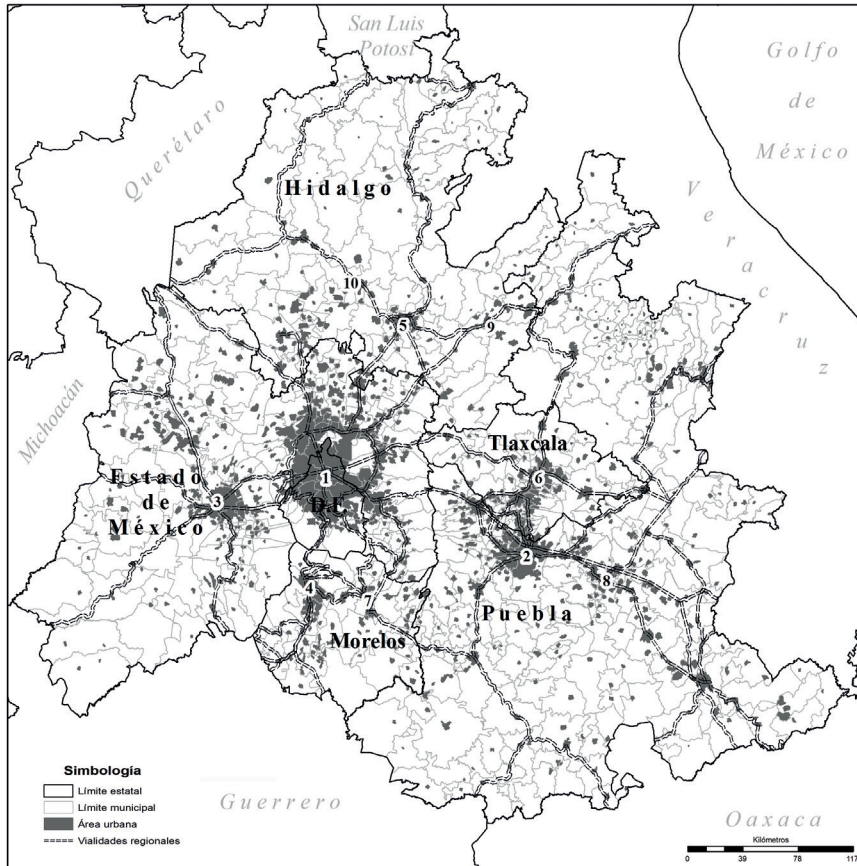 San Luis
Potosí
Golfo
de
México
Querétaro
Hidalgo
Veracruz
10
5
9
Michoacán
Tlaxcala
Estado
de
México
3
1
D.F.
6
2
8
4
7
Puebla
Morelos
Simbología
Límite estatal
Límite municipal
Área urbana
Vialidades regionales
Guerrero
Oaxaca
Kilómetros
0 39 78 117